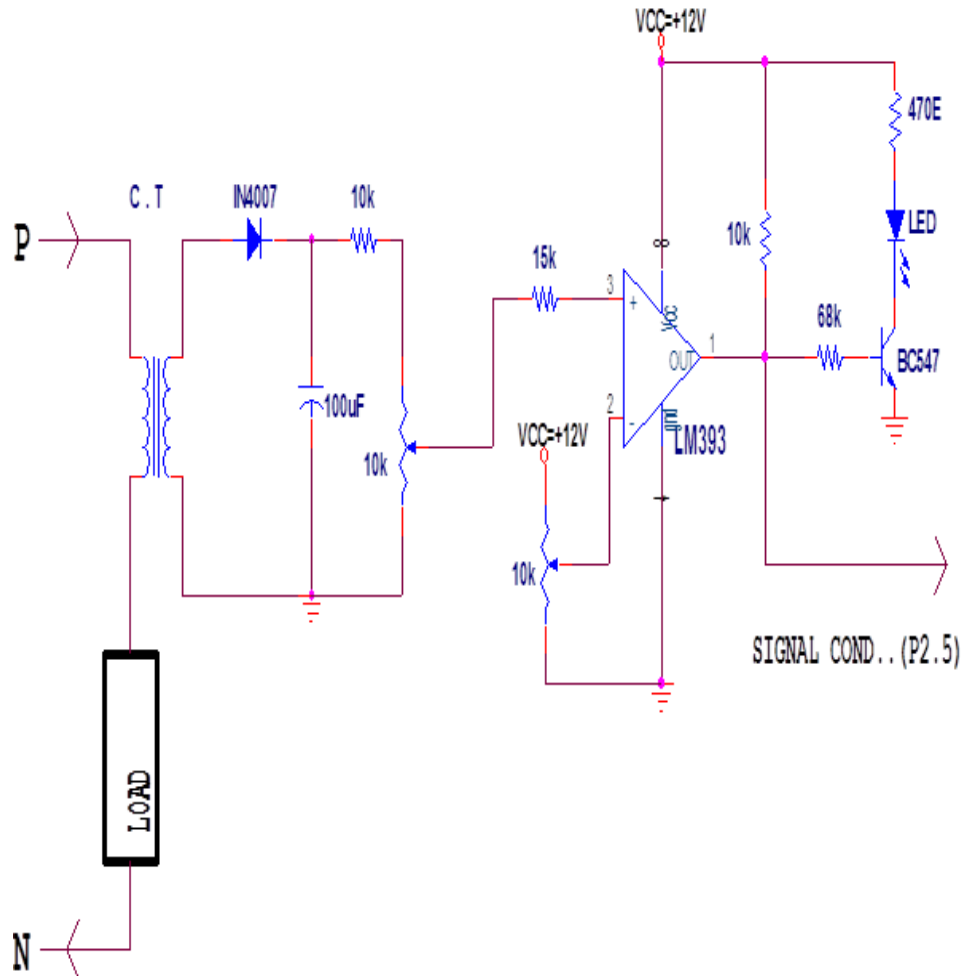 VCC=+12V
470E
C.T
IN4007
10k
P
LED
10k
8
15k
3
+
VCC
68k
OUT
1
BC547
100uF
2
-
LM393
VCC=+12V
10k
4
10k
SIGNAL COND..(P2.5)
LOAD
N